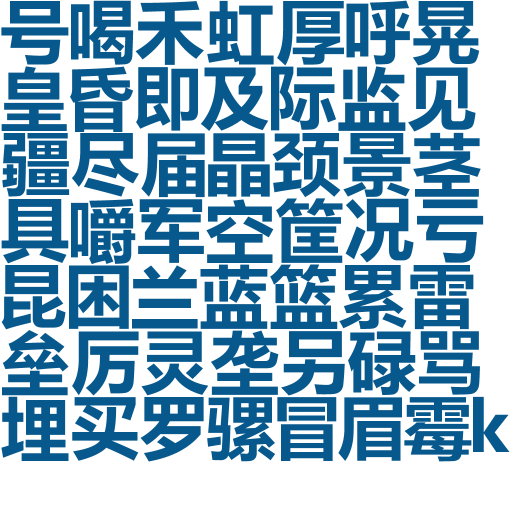 号喝禾虹厚呼晃
皇昏即及际监见
疆尽届晶颈景茎
具嚼军空筐况亏
昆困兰蓝篮累雷
垒厉灵垄另碌骂
埋买罗骡冒眉霉k